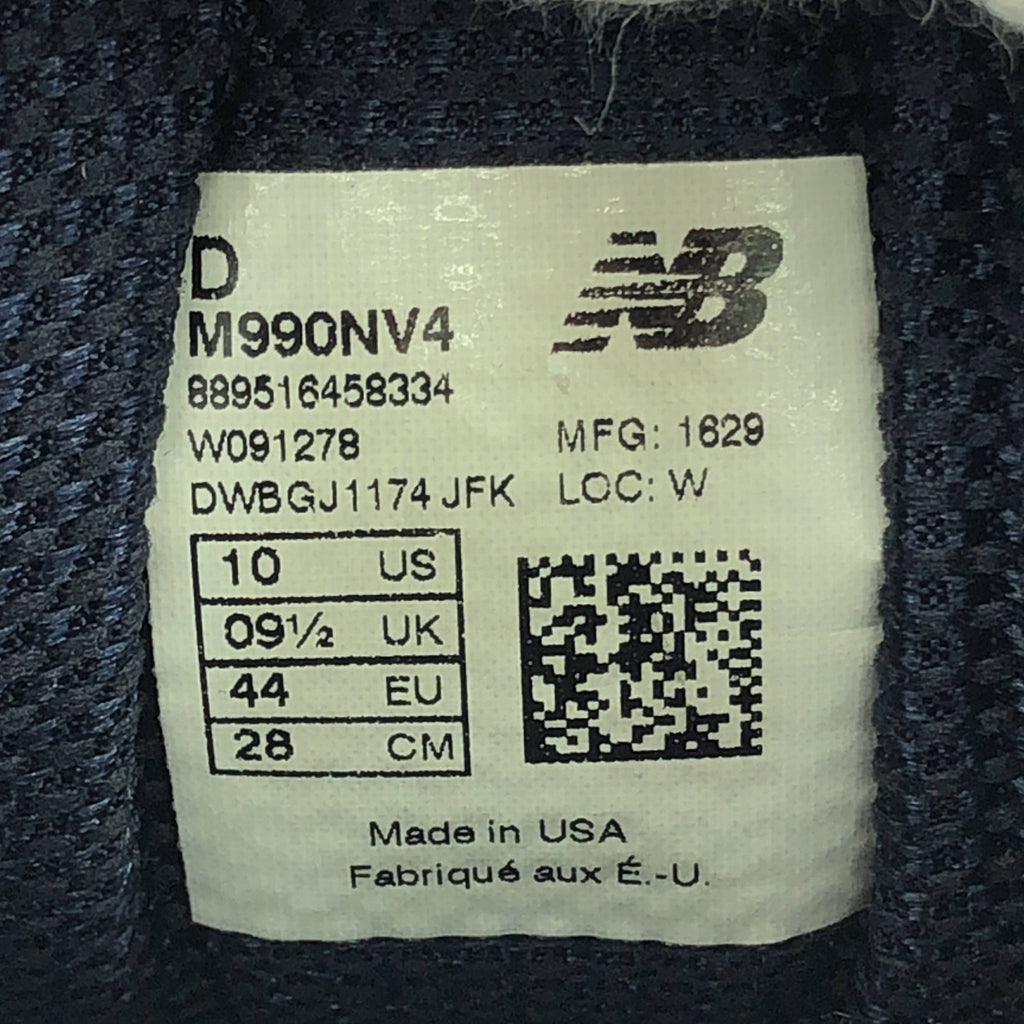 D
NB
M990NV4
889516458334
W091278
MFG: 1629
DWBGJ1174 JFK
LOC: W
10 US
09½ UK
44 EU
28 CM
Made in USA
Fabriqué aux É.-U.